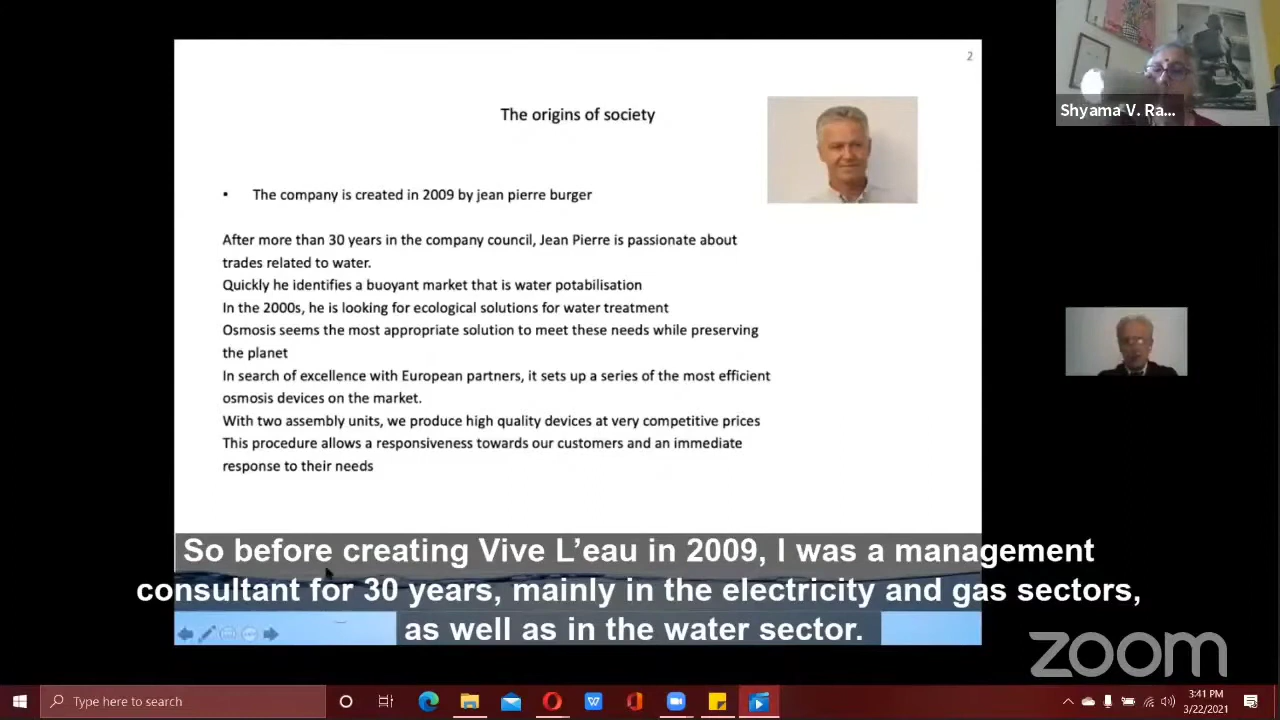 2
The origins of society
• The company is created in 2009 by jean pierre burger
After more than 30 years in the company council, Jean Pierre is passionate about
trades related to water.
Quickly he identifies a buoyant market that is water potabilisation
In the 2000s, he is looking for ecological solutions for water treatment
Osmosis seems the most appropriate solution to meet these needs while preserving
the planet
In search of excellence with European partners, it sets up a series of the most efficient
osmosis devices on the market.
With two assembly units, we produce high quality devices at very competitive prices
This procedure allows a responsiveness towards our customers and an immediate
response to their needs
Shyama V. Ra...
So before creating Vive L’eau in 2009, I was a management
consultant for 30 years, mainly in the electricity and gas sectors,
as well as in the water sector.
zoom
Type here to search
3:41 PM
3/22/2021